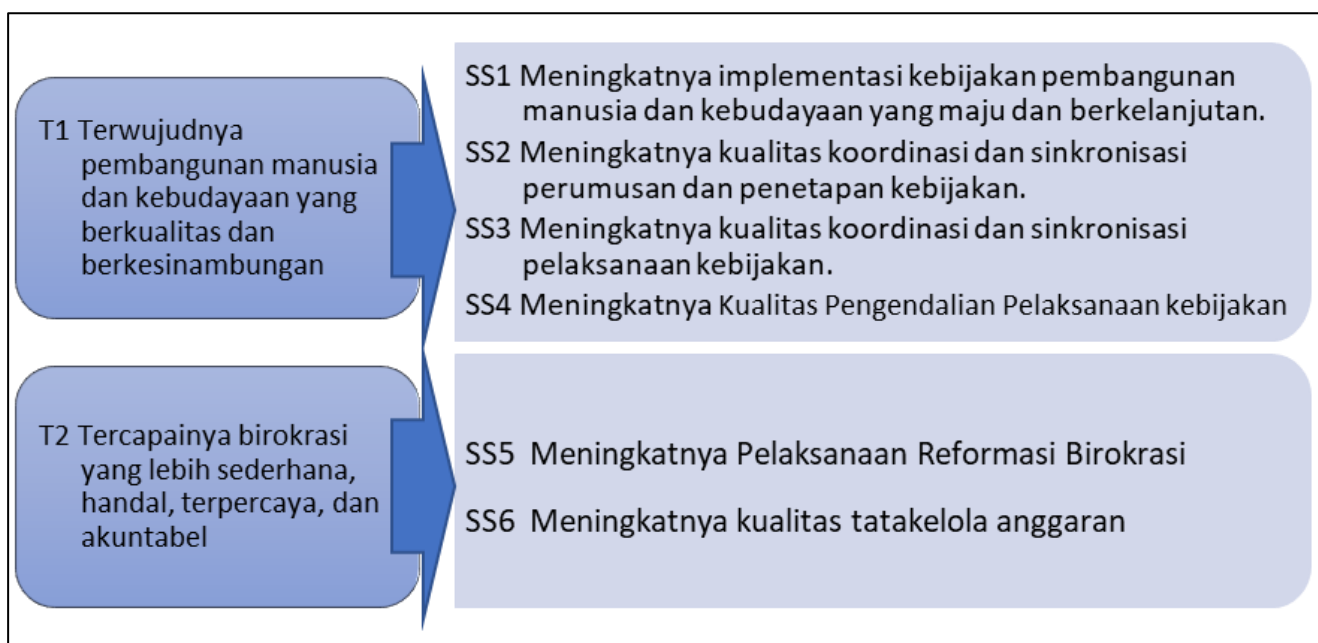 T1 Terwujudnya
pembangunan manusia
dan kebudayaan yang
berkualitas dan
berkesinambungan
SS1 Meningkatnya implementasi kebijakan pembangunan
manusia dan kebudayaan yang maju dan berkelanjutan.
SS2 Meningkatnya kualitas koordinasi dan sinkronisasi
perumusan dan penetapan kebijakan.
SS3 Meningkatnya kualitas koordinasi dan sinkronisasi
pelaksanaan kebijakan.
SS4 Meningkatnya Kualitas Pengendalian Pelaksanaan kebijakan
T2 Tercapainya birokrasi
yang lebih sederhana,
handal, terpercaya, dan
akuntabel
SS5 Meningkatnya Pelaksanaan Reformasi Birokrasi
SS6 Meningkatnya kualitas tatakelola anggaran